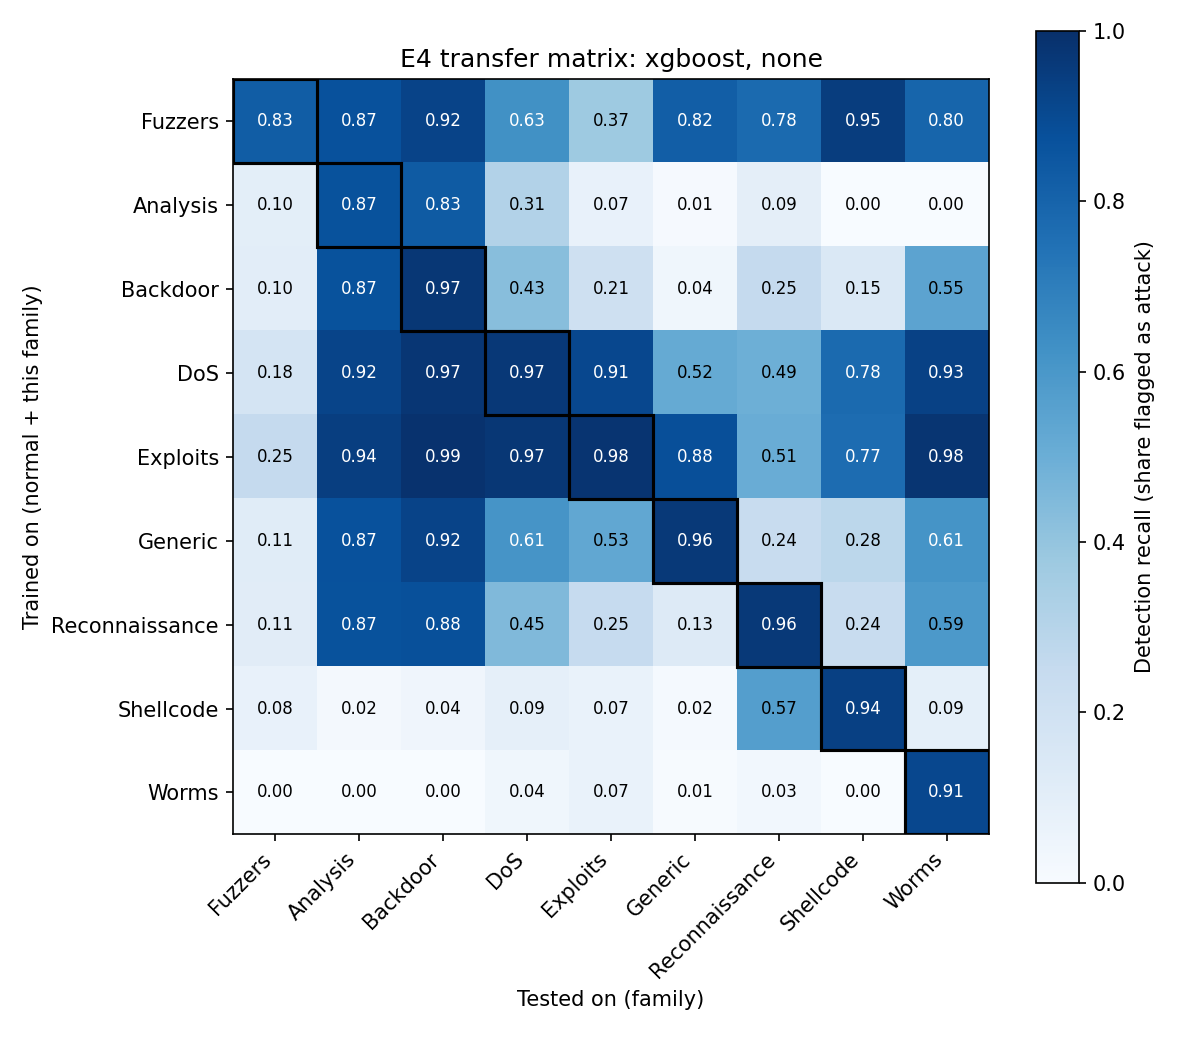 E4 transfer matrix: xgboost, none
Trained on (normal + this family)
Fuzzers 0.83 0.87 0.92 0.63 0.37 0.82 0.78 0.95 0.80
Analysis 0.10 0.87 0.83 0.31 0.07 0.01 0.09 0.00 0.00
Backdoor 0.10 0.87 0.97 0.43 0.21 0.04 0.25 0.15 0.55
DoS 0.18 0.92 0.97 0.97 0.91 0.52 0.49 0.78 0.93
Exploits 0.25 0.94 0.99 0.97 0.98 0.88 0.51 0.77 0.98
Generic 0.11 0.87 0.92 0.61 0.53 0.96 0.24 0.28 0.61
Reconnaissance 0.11 0.87 0.88 0.45 0.25 0.13 0.96 0.24 0.59
Shellcode 0.08 0.02 0.04 0.09 0.07 0.02 0.57 0.94 0.09
Worms 0.00 0.00 0.00 0.04 0.07 0.01 0.03 0.00 0.91
Fuzzers Analysis Backdoor DoS Exploits Generic Reconnaissance Shellcode Worms
Tested on (family)
1.0
0.8
0.6
0.4
0.2
0.0
Detection recall (share flagged as attack)